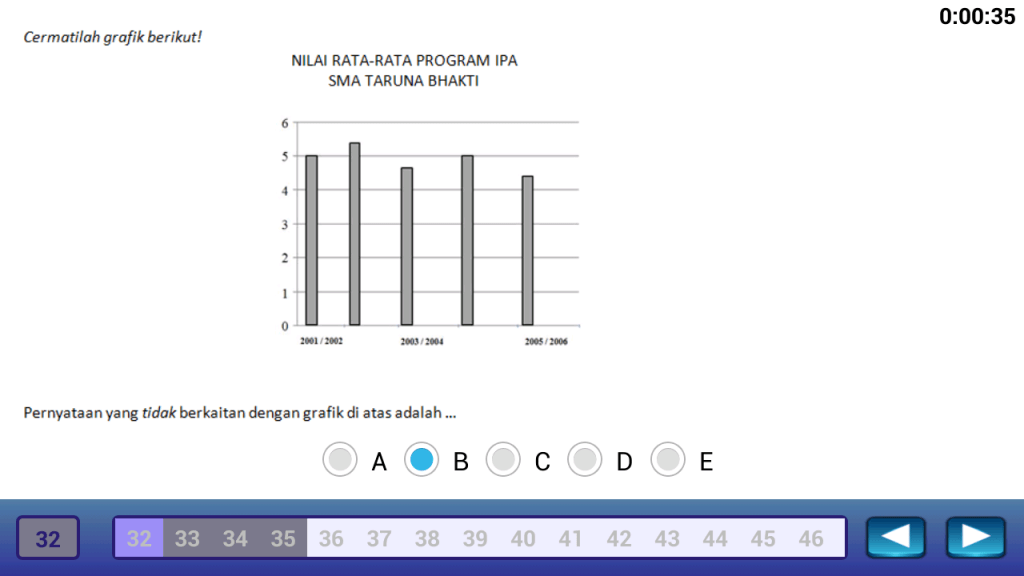 0:00:35
Cermatilah grafik berikut!
NILAI RATA-RATA PROGRAM IPA
SMA TARUNA BHAKTI
6
5
4
3
2
1
0
2001 / 2002 2003 / 2004 2005 / 2006
Pernyataan yang tidak berkaitan dengan grafik di atas adalah ...
A B C D E
32 32 33 34 35 36 37 38 39 40 41 42 43 44 45 46